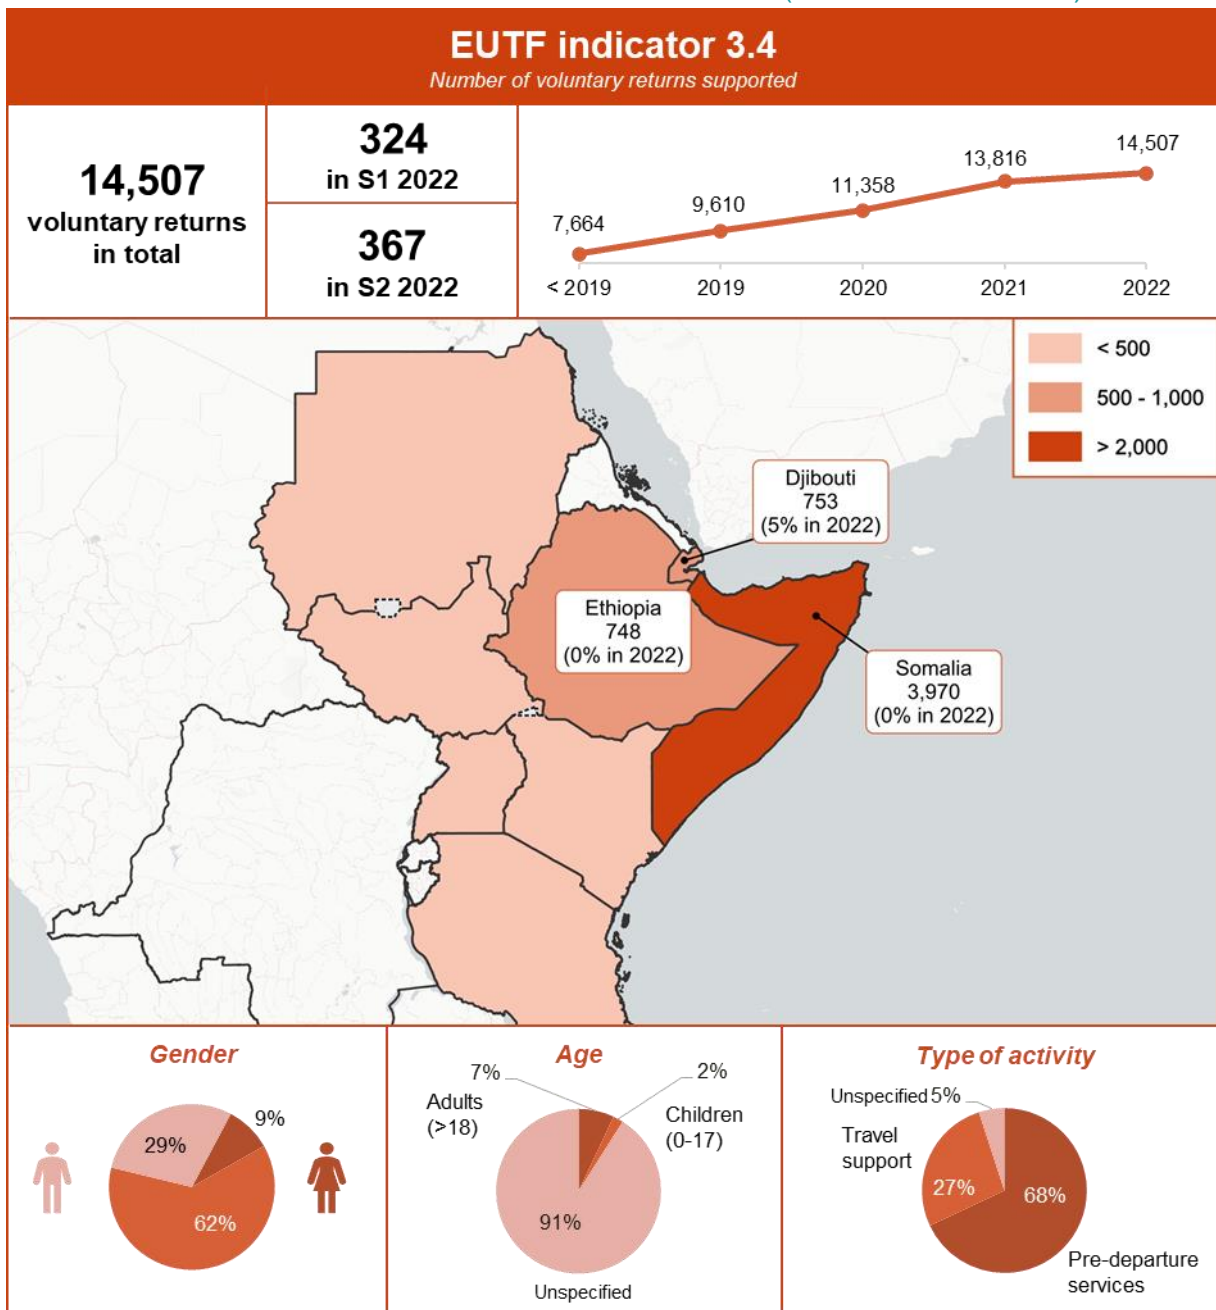 EUTF indicator 3.4
Number of voluntary returns supported
14,507
voluntary returns
in total
324
in S1 2022
367
in S2 2022
7,664
9,610
11,358
13,816
14,507
< 2019
2019
2020
2021
2022
< 500
500 - 1,000
> 2,000
Djibouti
753
(5% in 2022)
Ethiopia
748
(0% in 2022)
Somalia
3,970
(0% in 2022)
Gender
29%
9%
62%
Age
7%
Adults
(>18)
2%
Children
(0-17)
91%
Unspecified
Type of activity
Unspecified 5%
Travel
support
27%
68%
Pre-departure
services